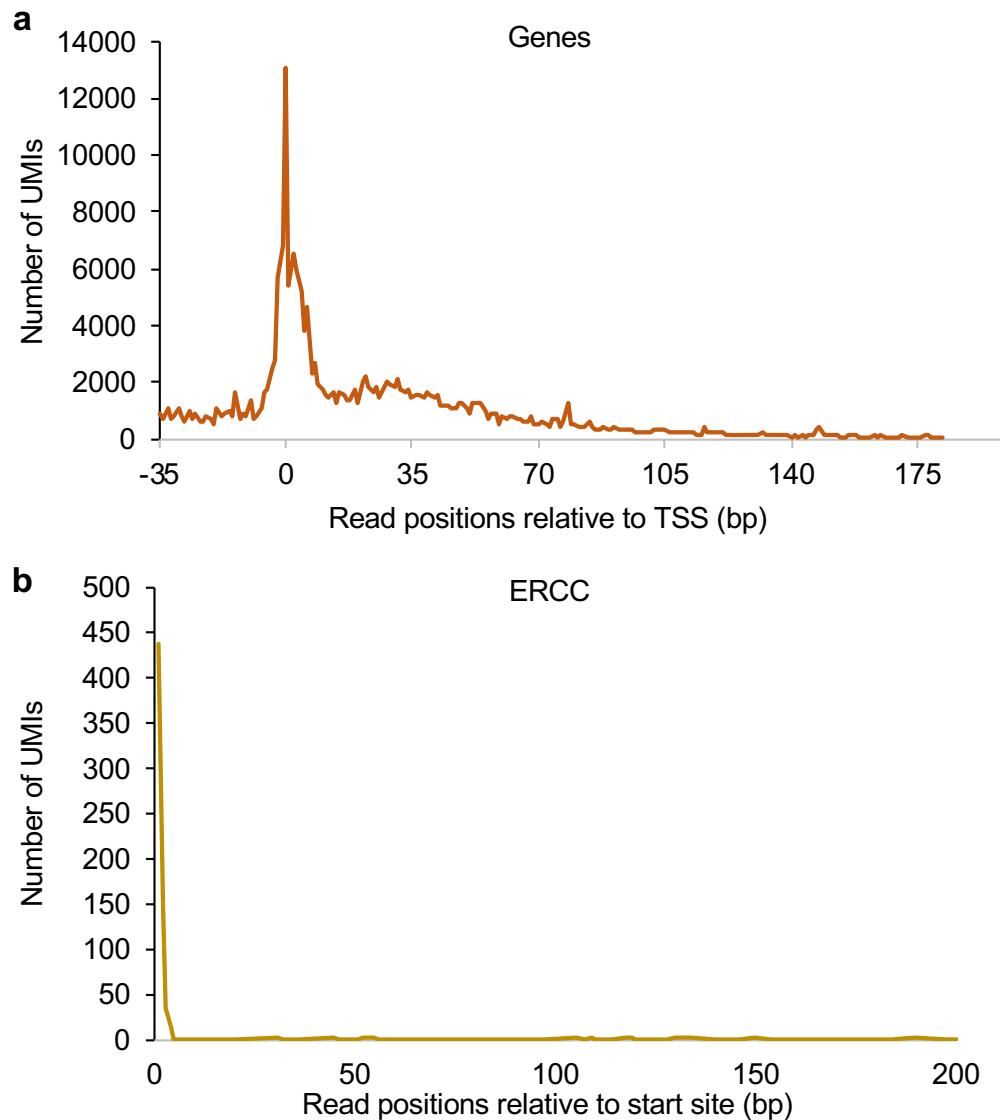 a
Genes
14000
12000
10000
8000
6000
4000
2000
0
Number of UMIs
-35 0 35 70 105 140 175
Read positions relative to TSS (bp)
b
ERCC
500
450
400
350
300
250
200
150
100
50
0
Number of UMIs
0 50 100 150 200
Read positions relative to start site (bp)